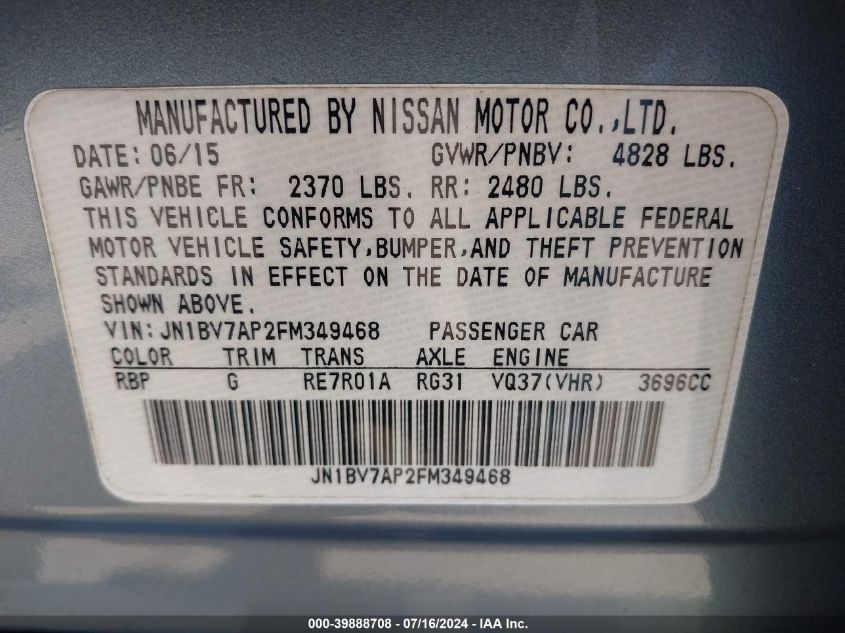 MANUFACTURED BY NISSAN MOTOR CO.,LTD.
DATE: 06/15 GVWR/PNBV: 4828 LBS.
GAWR/PNBE FR: 2370 LBS. RR: 2480 LBS.
THIS VEHICLE CONFORMS TO ALL APPLICABLE FEDERAL
MOTOR VEHICLE SAFETY,BUMPER,AND THEFT PREVENTION
STANDARDS IN EFFECT ON THE DATE OF MANUFACTURE
SHOWN ABOVE.
VIN:JN1BV7AP2FM349468 PASSENGER CAR
COLOR TRIM TRANS AXLE ENGINE
RBP G RE7R01A RG31 VQ37(VHR) 3696CC
JN1BV7AP2FM349468
000-39888708 - 07/16/2024 - IAA Inc.